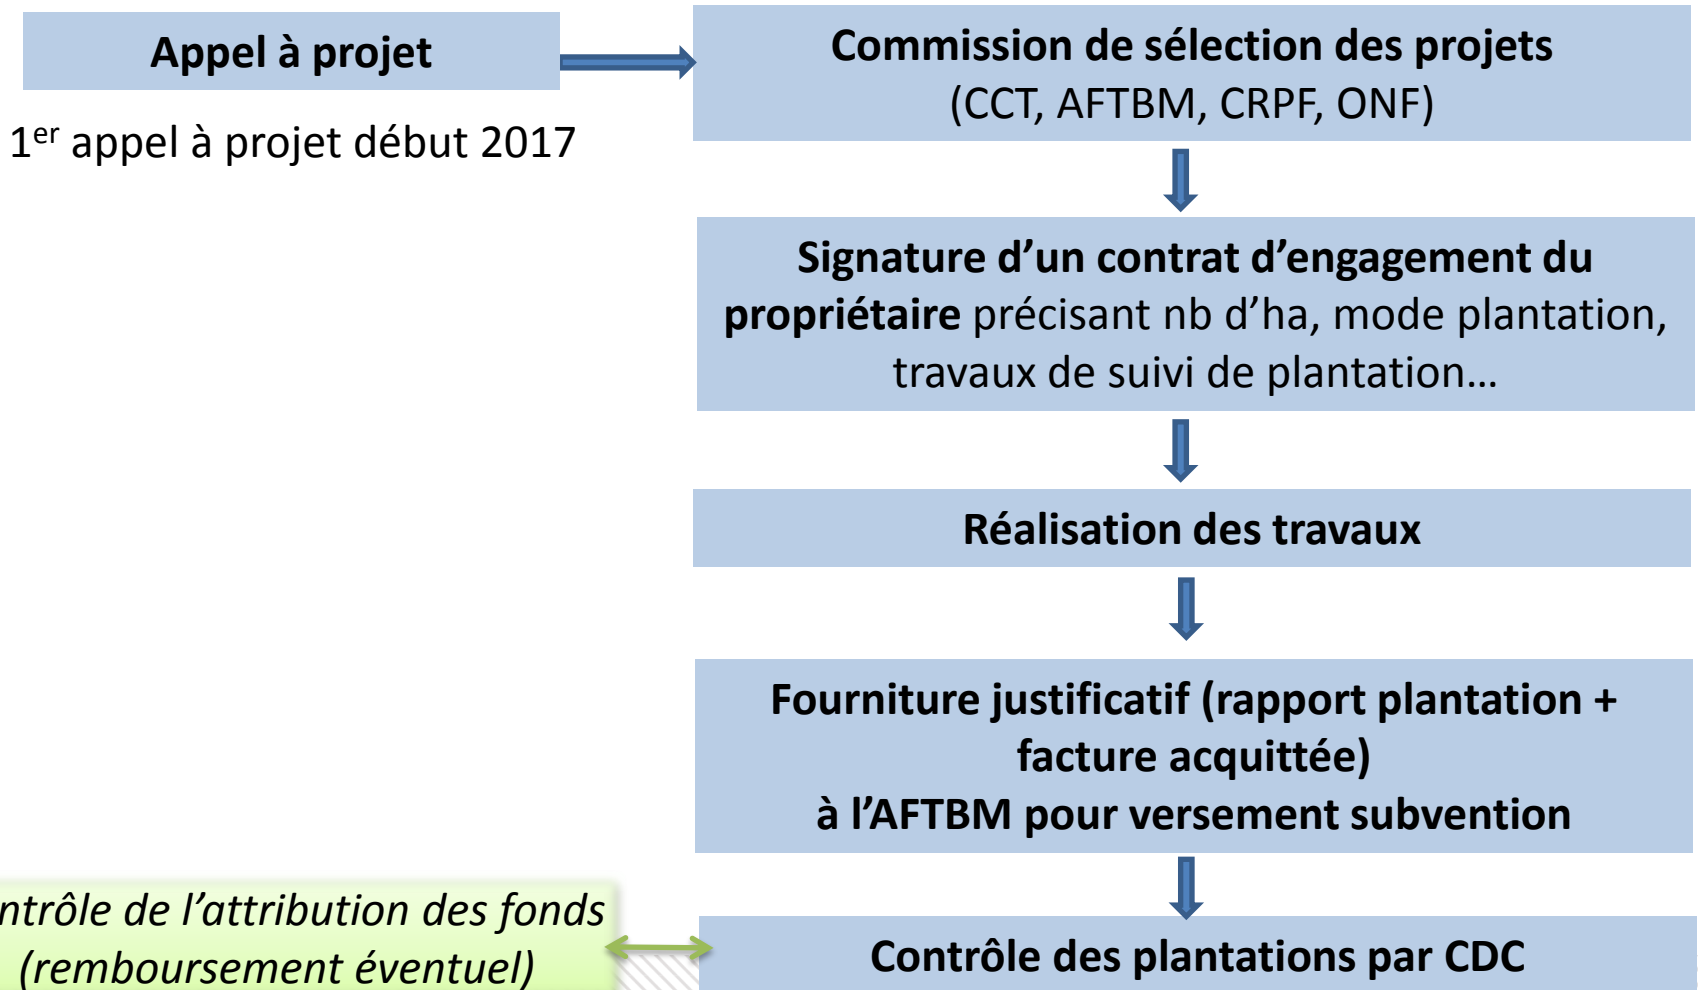 Appel à projet
1er appel à projet début 2017
Commission de sélection des projets
(CCT, AFTBM, CRPF, ONF)
Signature d’un contrat d’engagement du
propriétaire précisant nb d’ha, mode plantation,
travaux de suivi de plantation…
Réalisation des travaux
Fourniture justificatif (rapport plantation +
facture acquittée)
à l’AFTBM pour versement subvention
ntrôle de l’attribution des fonds
(remboursement éventuel)
Contrôle des plantations par CDC